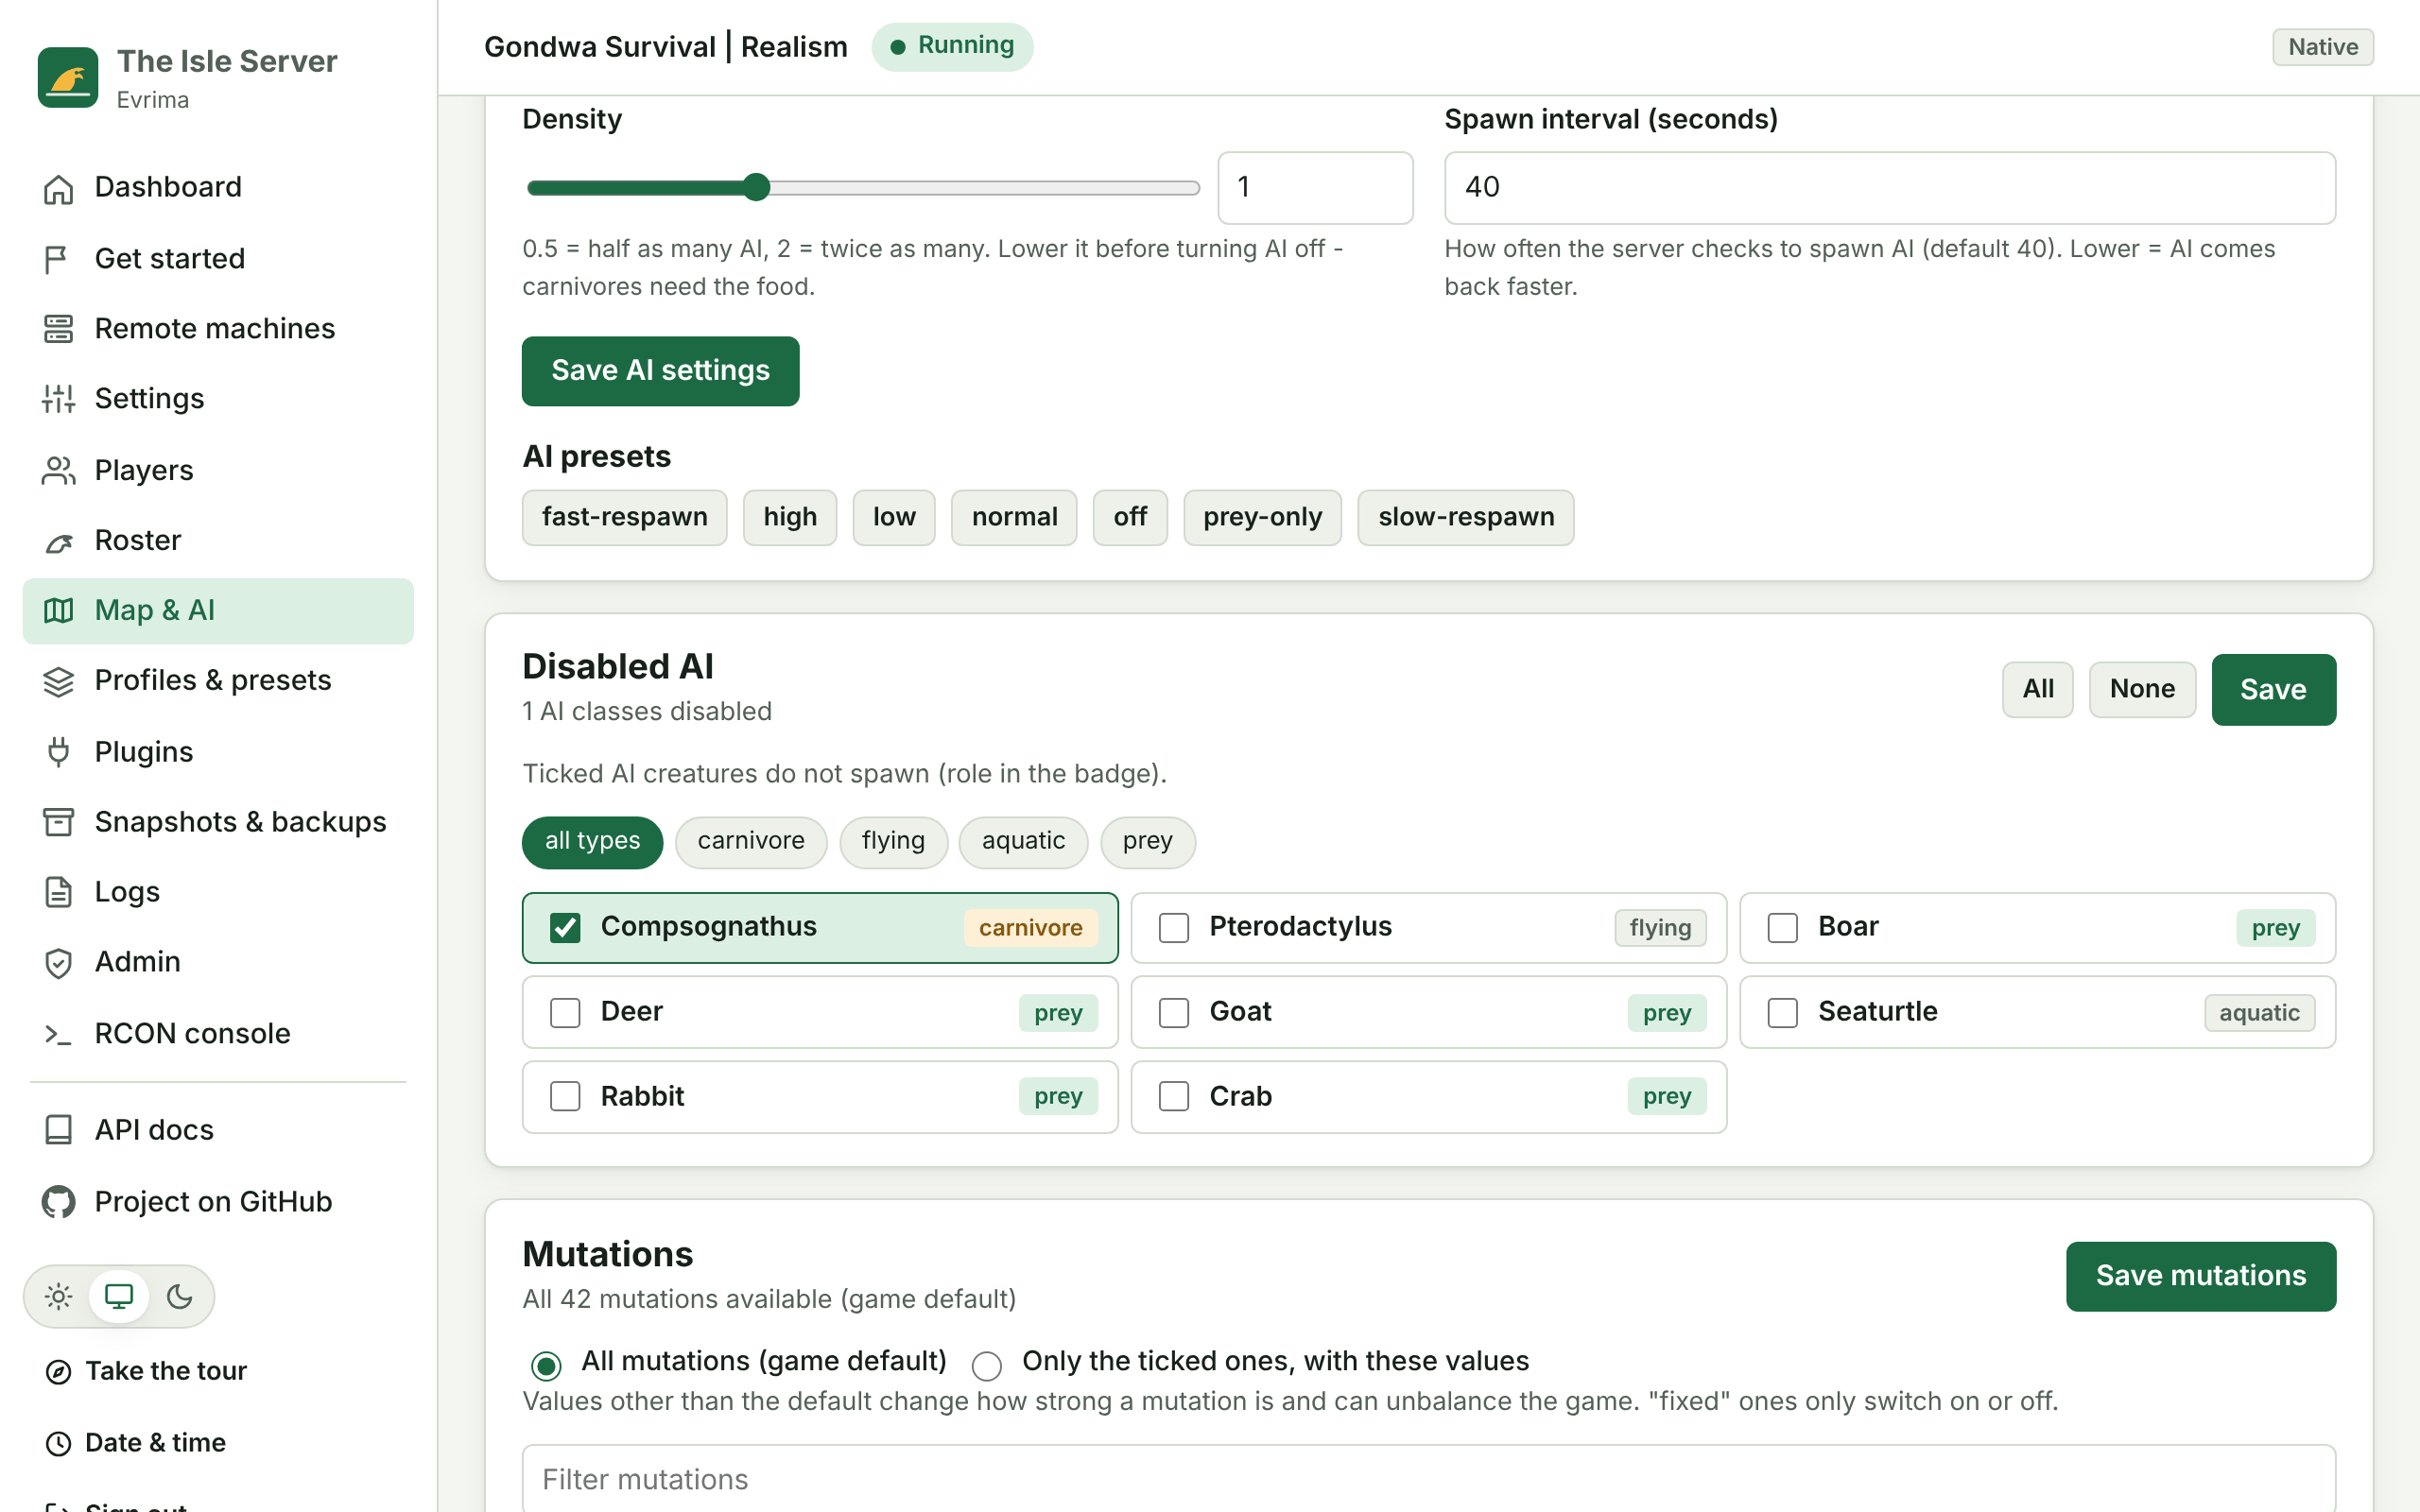 The Isle Server
Evrima
Dashboard
Get started
Remote machines
Settings
Players
Roster
Map & AI
Profiles & presets
Plugins
Snapshots & backups
Logs
Admin
RCON console
API docs
Project on GitHub
Take the tour
Date & time
Sign out
Gondwa Survival | Realism
Running
Native
Density
1
0.5 = half as many AI, 2 = twice as many. Lower it before turning AI off -
carnivores need the food.
Spawn interval (seconds)
40
How often the server checks to spawn AI (default 40). Lower = AI comes
back faster.
Save AI settings
AI presets
fast-respawn high low normal off prey-only slow-respawn
Disabled AI
1 AI classes disabled
All None Save
Ticked AI creatures do not spawn (role in the badge).
all types carnivore flying aquatic prey
Compsognathus carnivore Pterodactylus flying Boar prey
Deer prey Goat prey Seaturtle aquatic
Rabbit prey Crab prey
Mutations
All 42 mutations available (game default)
Save mutations
All mutations (game default) Only the ticked ones, with these values
Values other than the default change how strong a mutation is and can unbalance the game. "fixed" ones only switch on or off.
Filter mutations